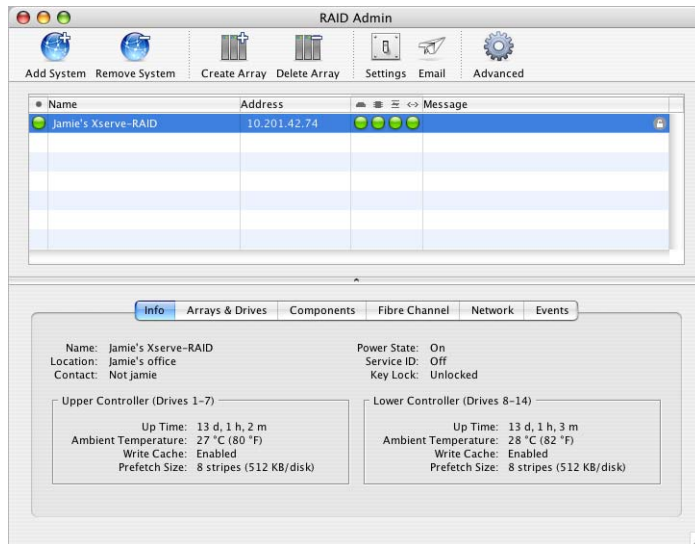 RAID Admin
Add System Remove System Create Array Delete Array Settings Email Advanced
Name Address Message
Jamie's Xserve-RAID 10.201.42.74
Info Arrays & Drives Components Fibre Channel Network Events
Name: Jamie's Xserve-RAID Power State: On
Location: Jamie's office Service ID: Off
Contact: Not jamie Key Lock: Unlocked
Upper Controller (Drives 1-7) Lower Controller (Drives 8-14)
Up Time: 13 d, 1 h, 2 m Up Time: 13 d, 1 h, 3 m
Ambient Temperature: 27 °C (80 °F) Ambient Temperature: 28 °C (82 °F)
Write Cache: Enabled Write Cache: Enabled
Prefetch Size: 8 stripes (512 KB/disk) Prefetch Size: 8 stripes (512 KB/disk)